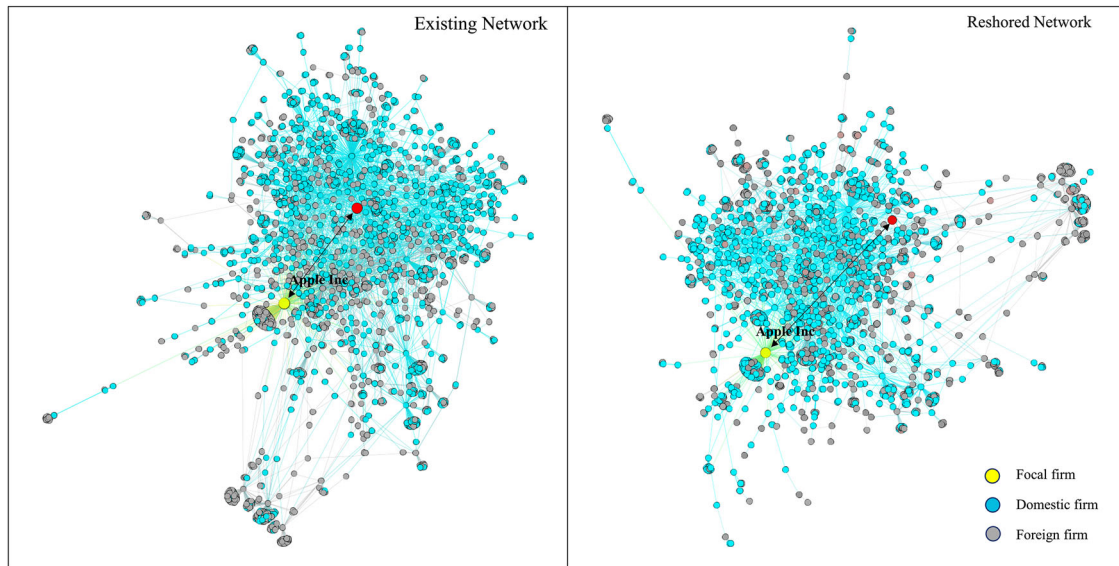 Existing Network
Apple Inc
Reshored Network
Apple Inc
Focal firm
Domestic firm
Foreign firm